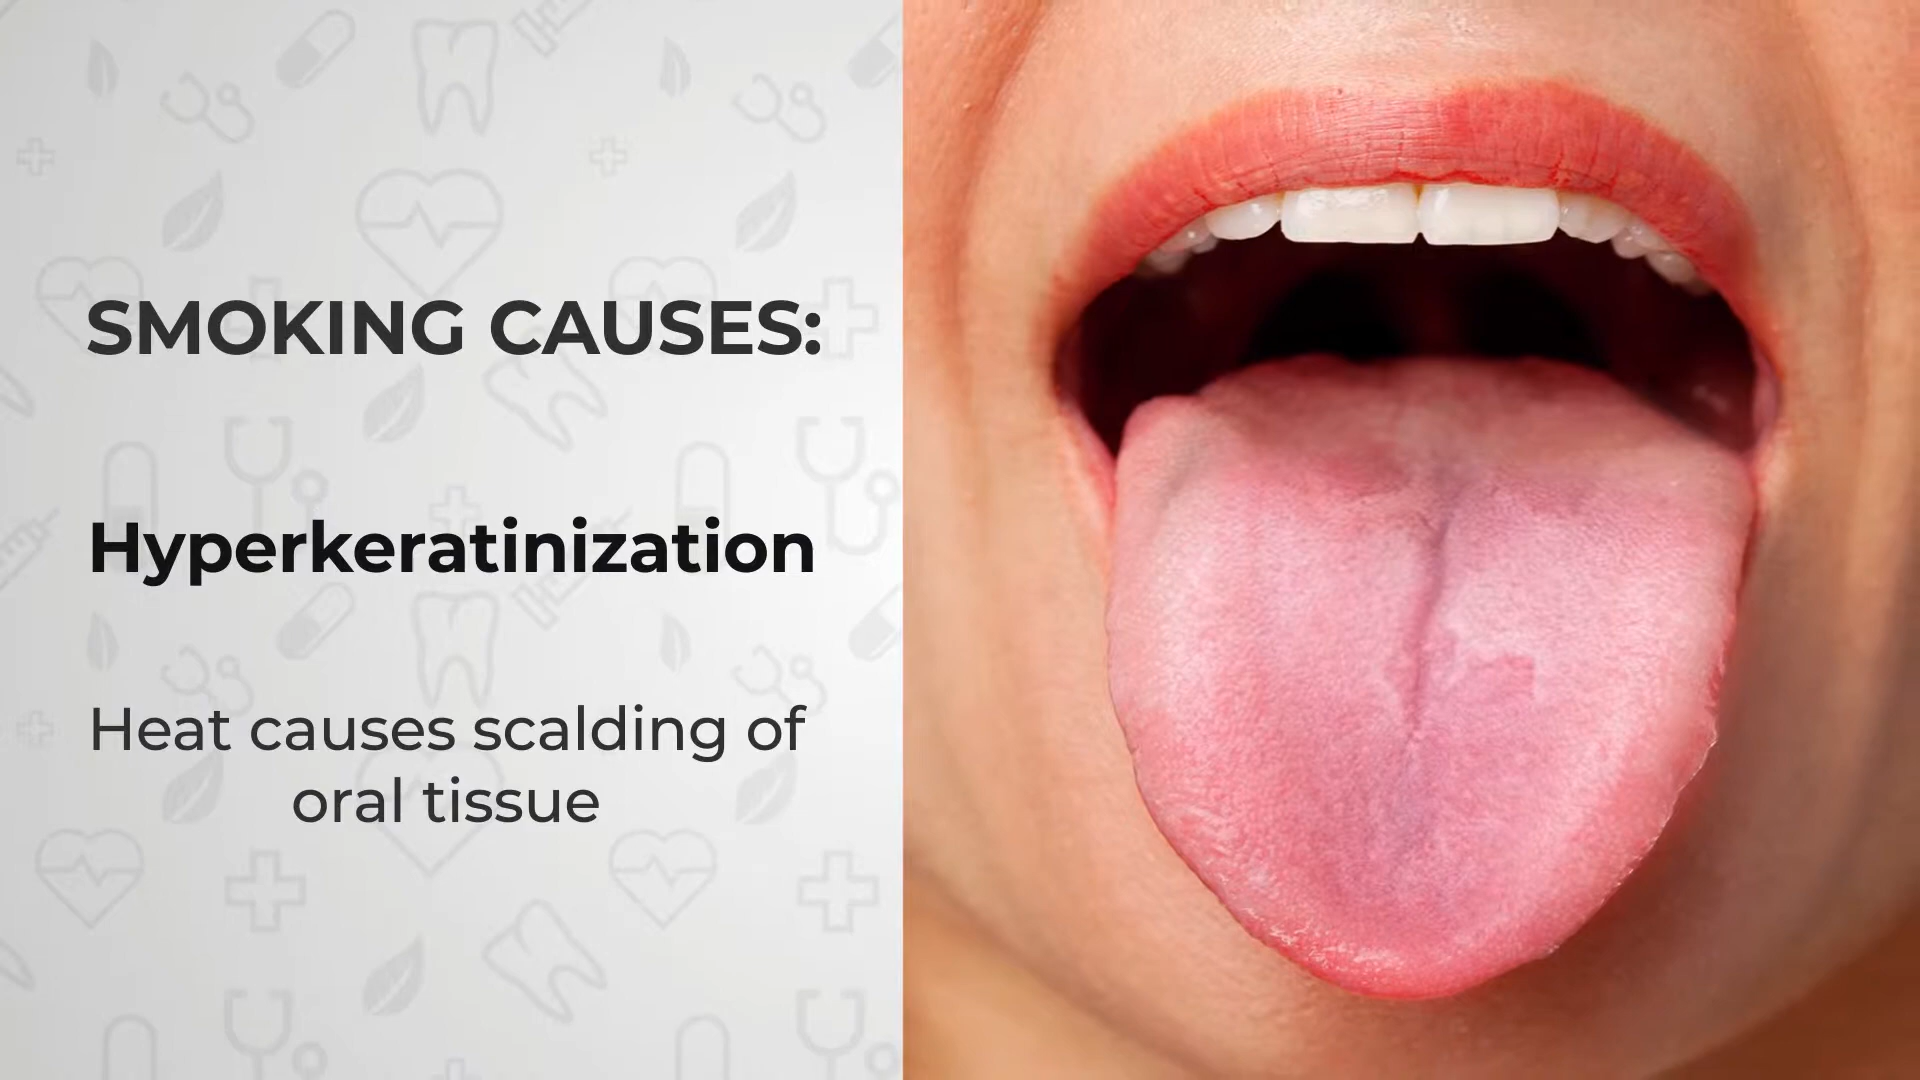 SMOKING CAUSES:
Hyperkeratinization
Heat causes scalding of
oral tissue